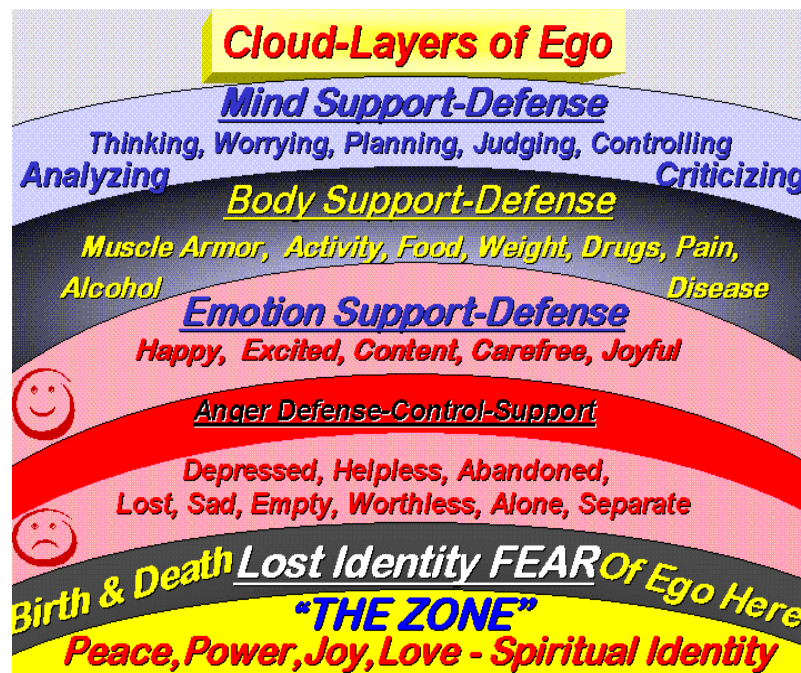 Cloud-Layers of Ego
Mind Support-Defense
Thinking, Worrying, Planning, Judging, Controlling
Analyzing Criticizing
Body Support-Defense
Muscle Armor, Activity, Food, Weight, Drugs, Pain,
Alcohol Disease
Emotion Support-Defense
Happy, Excited, Content, Carefree, Joyful
Anger Defense-Control-Support
Depressed, Helpless, Abandoned,
Lost, Sad, Empty, Worthless, Alone, Separate
Birth & Death Lost Identity FEAR Of Ego Here
“THE ZONE”
Peace,Power,Joy,Love - Spiritual Identity